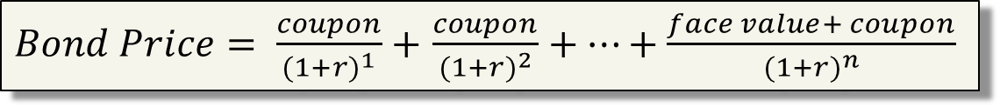 Bond Price = coupon/(1+r)^1 + coupon/(1+r)^2 + ⋯ + face value+ coupon/(1+r)^n